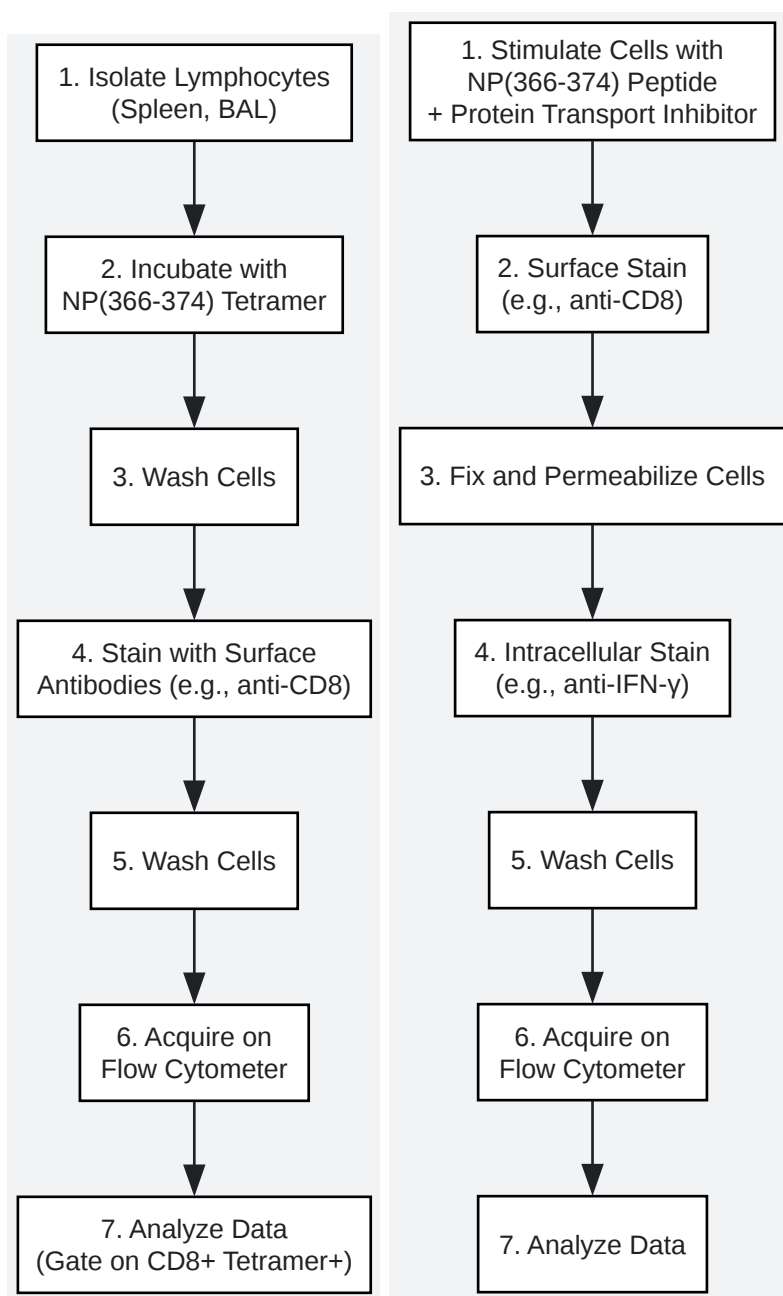 1. Isolate Lymphocytes
(Spleen, BAL)
2. Incubate with
NP(366-374) Tetramer
3. Wash Cells
4. Stain with Surface
Antibodies (e.g., anti-CD8)
5. Wash Cells
6. Acquire on
Flow Cytometer
7. Analyze Data
(Gate on CD8+ Tetramer+)
1. Stimulate Cells with
NP(366-374) Peptide
+ Protein Transport Inhibitor
2. Surface Stain
(e.g., anti-CD8)
3. Fix and Permeabilize Cells
4. Intracellular Stain
(e.g., anti-IFN-γ)
5. Wash Cells
6. Acquire on
Flow Cytometer
7. Analyze Data